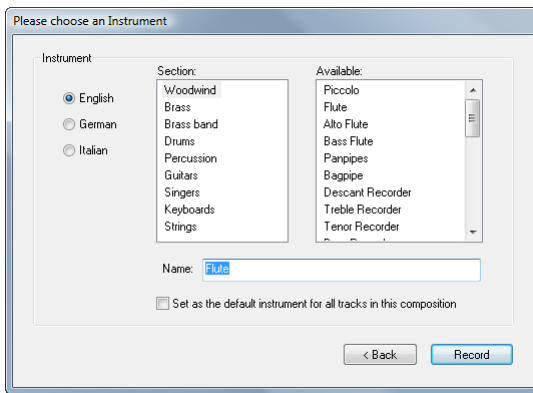 Please choose an Instrument
Instrument
English
German
Italian
Section:
Woodwind
Brass
Brass band
Drums
Percussion
Guitars
Singers
Keyboards
Strings
Available:
Piccolo
Flute
Alto Flute
Bass Flute
Panpipes
Bagpipe
Descant Recorder
Treble Recorder
Tenor Recorder
Name: Flute
Set as the default instrument for all tracks in this composition
< Back Record